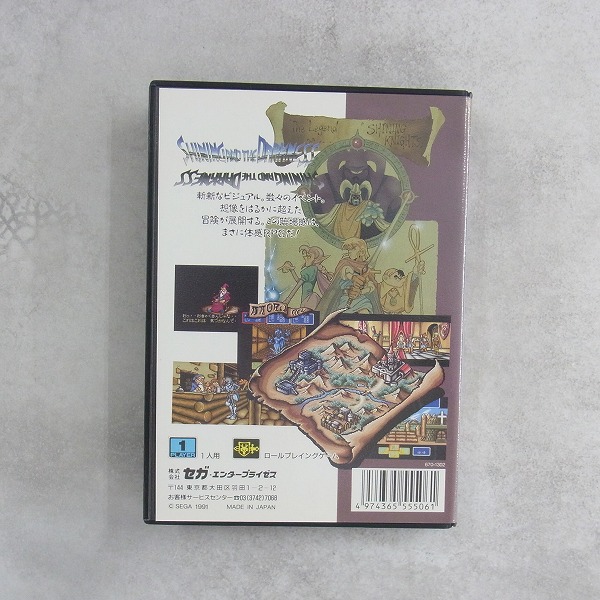 The Legend
SHINING KNIGHTS
SHINING AND THE DARKNESS
斬新なビジュアル。数々のイベント。
想像をはるかに超えた
冒険が展開する。この臨場感は、
まさに体感RPGだ!
670-1302
1
PLAYER
1人用
ロールプレイングゲーム
株式会社 セガ・エンタープライゼス
〒144 東京都大田区羽田1-2-12
お客様サービスセンター☎03(3742)7068
© SEGA 1991 MADE IN JAPAN
4 974365 555061